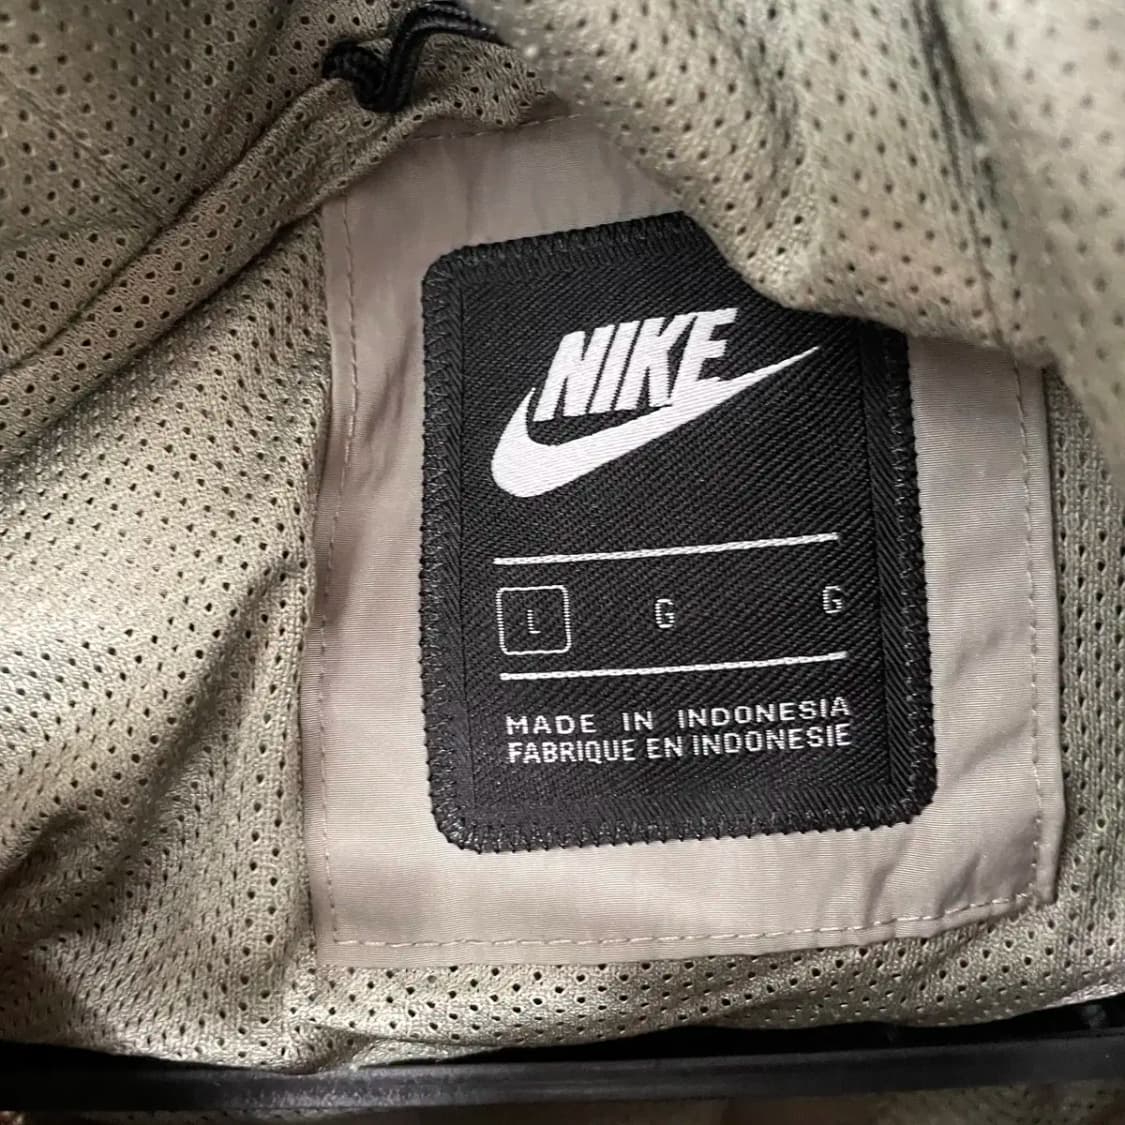 NIKE
L G G
MADE IN INDONESIA
FABRIQUE EN INDONESIE